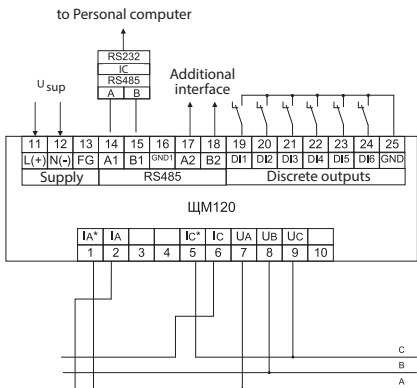 to Personal computer
RS232
IC
RS485
A B
U sup
Additional
interface
11 12 13 14 15 16 17 18 19 20 21 22 23 24 25
L(+) N(-) FG A1 B1 GND1 A2 B2 DI1 DI2 DI3 DI4 DI5 DI6 GND
Supply RS485 Discrete outputs
ЩМ120
IA* IA IC* IC UA UB UC
1 2 3 4 5 6 7 8 9 10
C
B
A